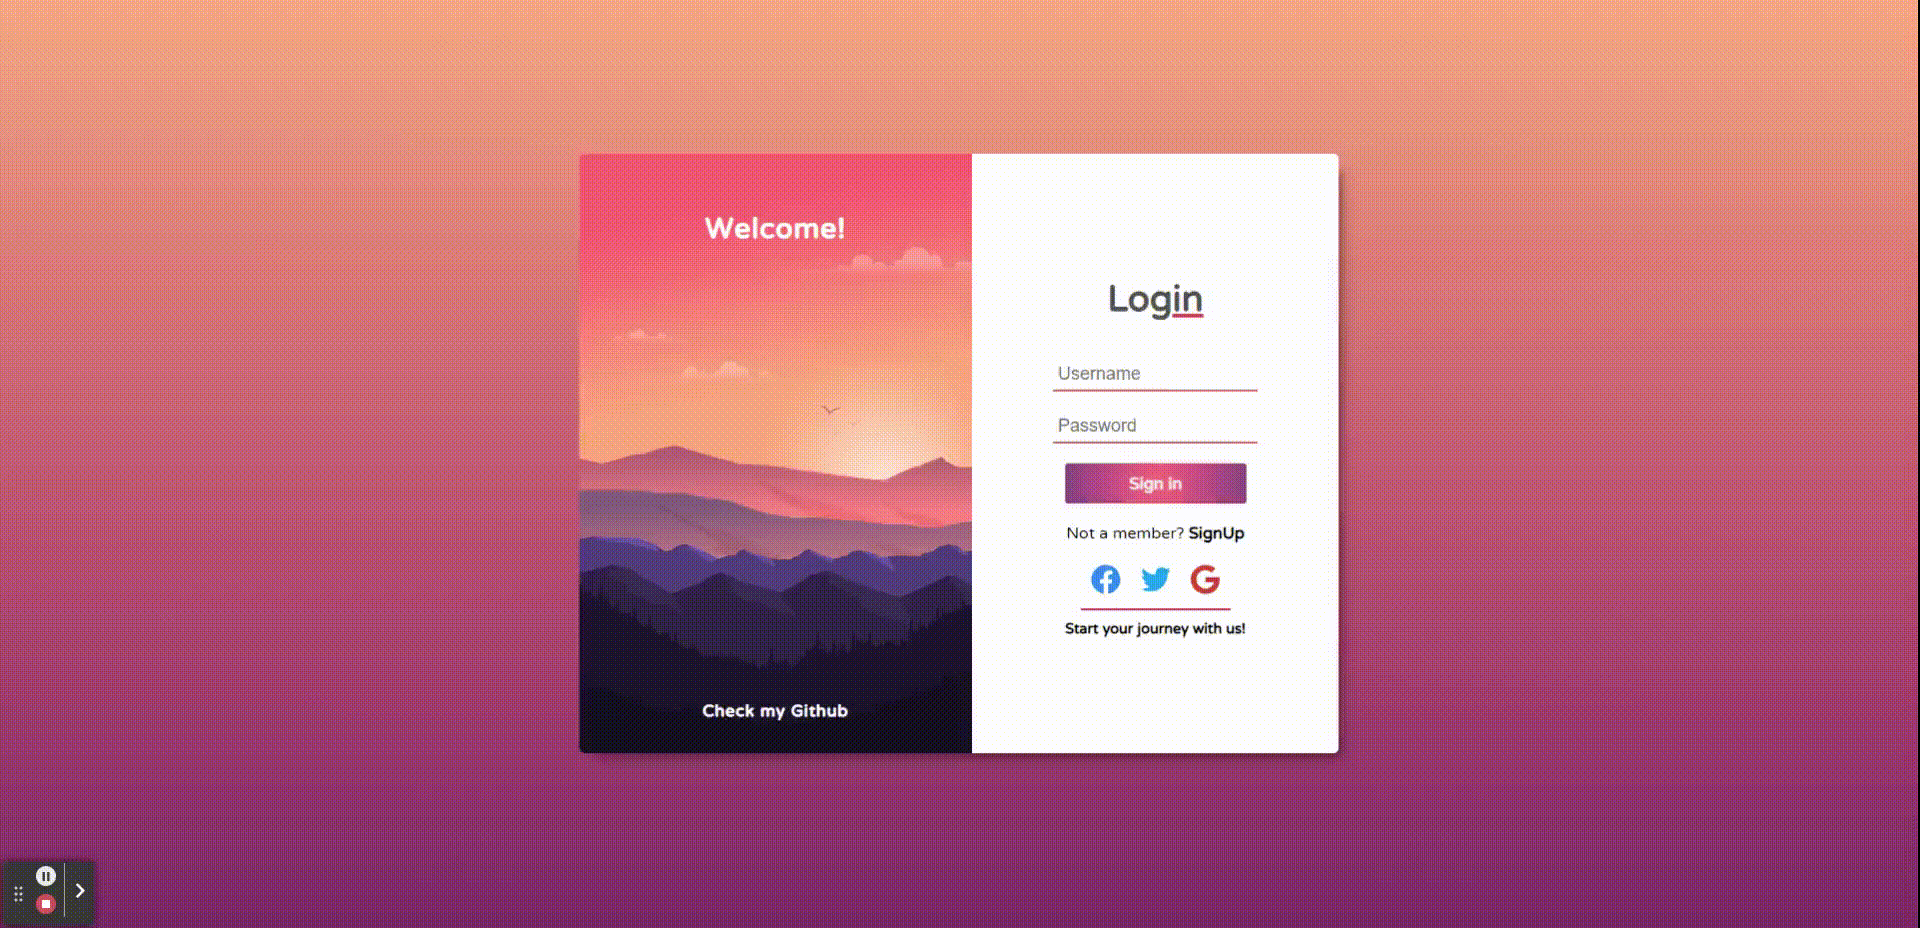 Welcome!
Check my Github
Login
Username
Password
Sign in
Not a member? SignUp
Start your journey with us!